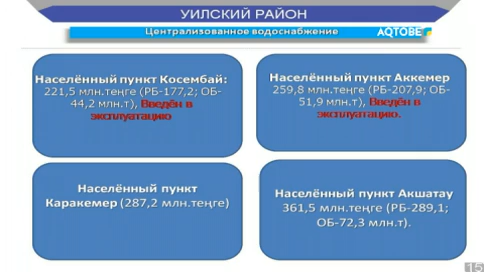 УИЛСКИЙ РАЙОН
Централизованное водоснабжение
AQTOBE
Населённый пункт Косембай:
221,5 млн.теңге (РБ-177,2; ОБ-
44,2 млн.т), Введён в
эксплуатацию
Населённый пункт Аккемер
259,8 млн.теңге (РБ-207,9; ОБ-
51,9 млн.т), Введён в
эксплуатацию.
Населённый пункт
Каракемер (287,2 млн.теңге)
Населённый пункт Акшатау
361,5 млн.теңге (РБ-289,1;
ОБ-72,3 млн.т).
15